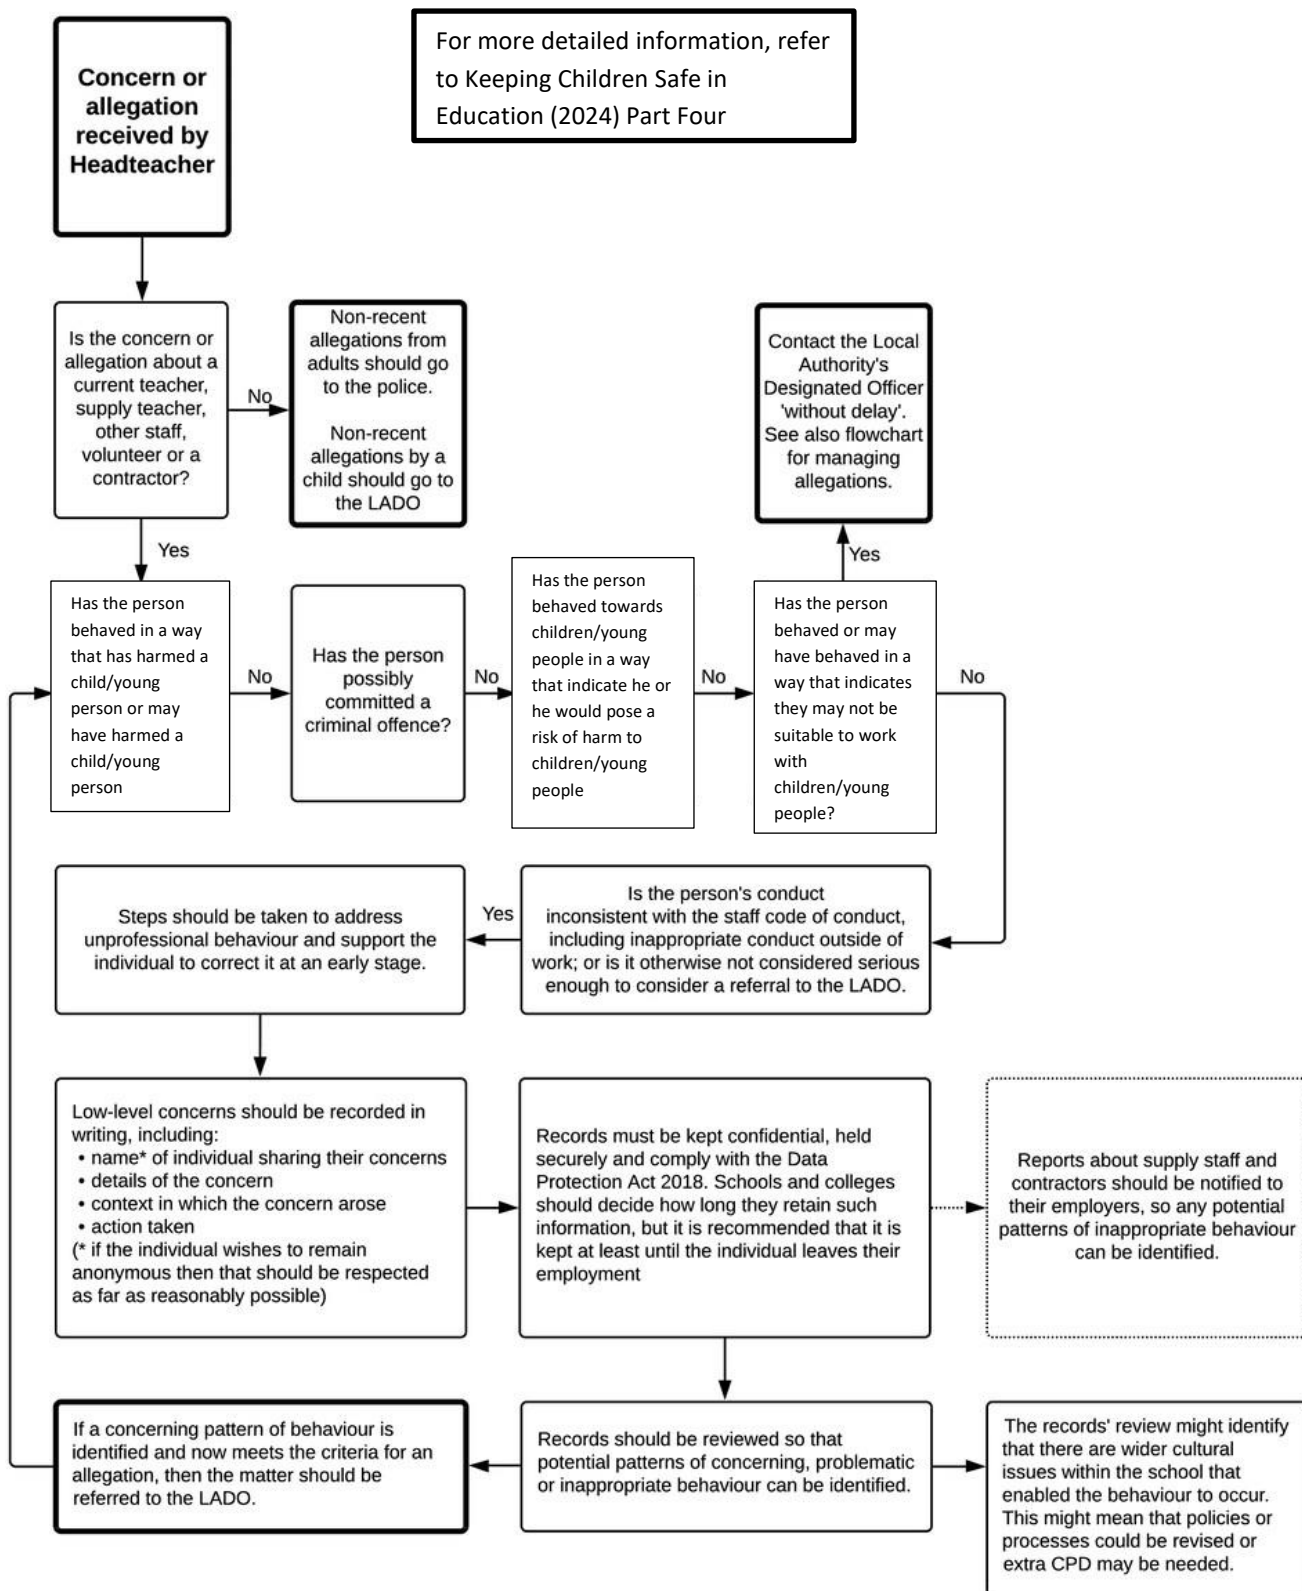 Concern or
allegation
received by
Headteacher
For more detailed information, refer
to Keeping Children Safe in
Education (2024) Part Four
Is the concern or
allegation about a
current teacher,
supply teacher,
other staff,
volunteer or a
contractor?
No
Non-recent
allegations from
adults should go
to the police.
Non-recent
allegations by a
child should go to
the LADO
Contact the Local
Authority's
Designated Officer
'without delay'.
See also flowchart
for managing
allegations.
Yes
Yes
Has the person
behaved in a way
that has harmed a
child/young
person or may
have harmed a
child/young
person
No
Has the person
possibly
committed a
criminal offence?
No
Has the person
behaved towards
children/young
people in a way
that indicate he or
he would pose a
risk of harm to
children/young
people
No
Has the person
behaved or may
have behaved in a
way that indicates
they may not be
suitable to work
with
children/young
people?
No
Is the person's conduct
inconsistent with the staff code of conduct,
including inappropriate conduct outside of
work; or is it otherwise not considered serious
enough to consider a referral to the LADO.
Yes
Steps should be taken to address
unprofessional behaviour and support the
individual to correct it at an early stage.
Low-level concerns should be recorded in
writing, including:
• name* of individual sharing their concerns
• details of the concern
• context in which the concern arose
• action taken
(* if the individual wishes to remain
anonymous then that should be respected
as far as reasonably possible)
Records must be kept confidential, held
securely and comply with the Data
Protection Act 2018. Schools and colleges
should decide how long they retain such
information, but it is recommended that it is
kept at least until the individual leaves their
employment
Reports about supply staff and
contractors should be notified to
their employers, so any potential
patterns of inappropriate behaviour
can be identified.
If a concerning pattern of behaviour is
identified and now meets the criteria for an
allegation, then the matter should be
referred to the LADO.
Records should be reviewed so that
potential patterns of concerning, problematic
or inappropriate behaviour can be identified.
The records' review might identify
that there are wider cultural
issues within the school that
enabled the behaviour to occur.
This might mean that policies or
processes could be revised or
extra CPD may be needed.